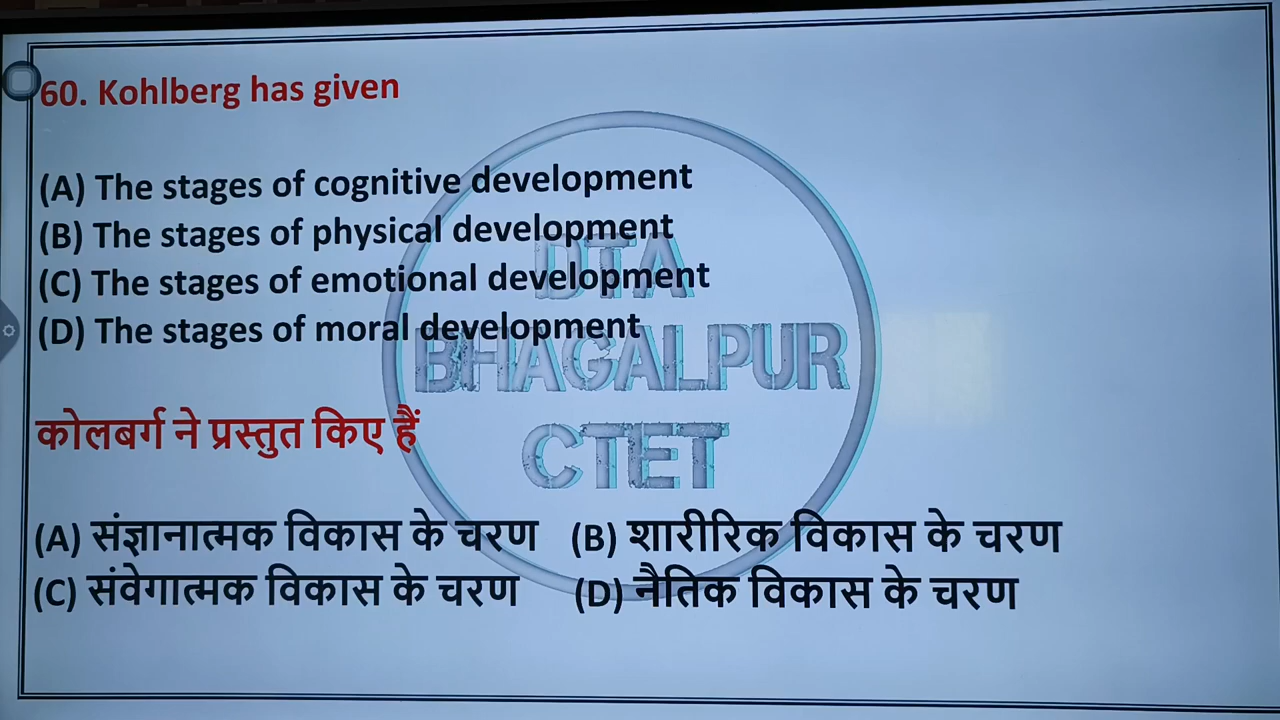 60. Kohlberg has given
(A) The stages of cognitive development
(B) The stages of physical development
(C) The stages of emotional development
(D) The stages of moral development
DTA
BHAGALPUR
CTET
कोलबर्ग ने प्रस्तुत किए हैं
(A) संज्ञानात्मक विकास के चरण (B) शारीरिक विकास के चरण
(C) संवेगात्मक विकास के चरण (D) नैतिक विकास के चरण